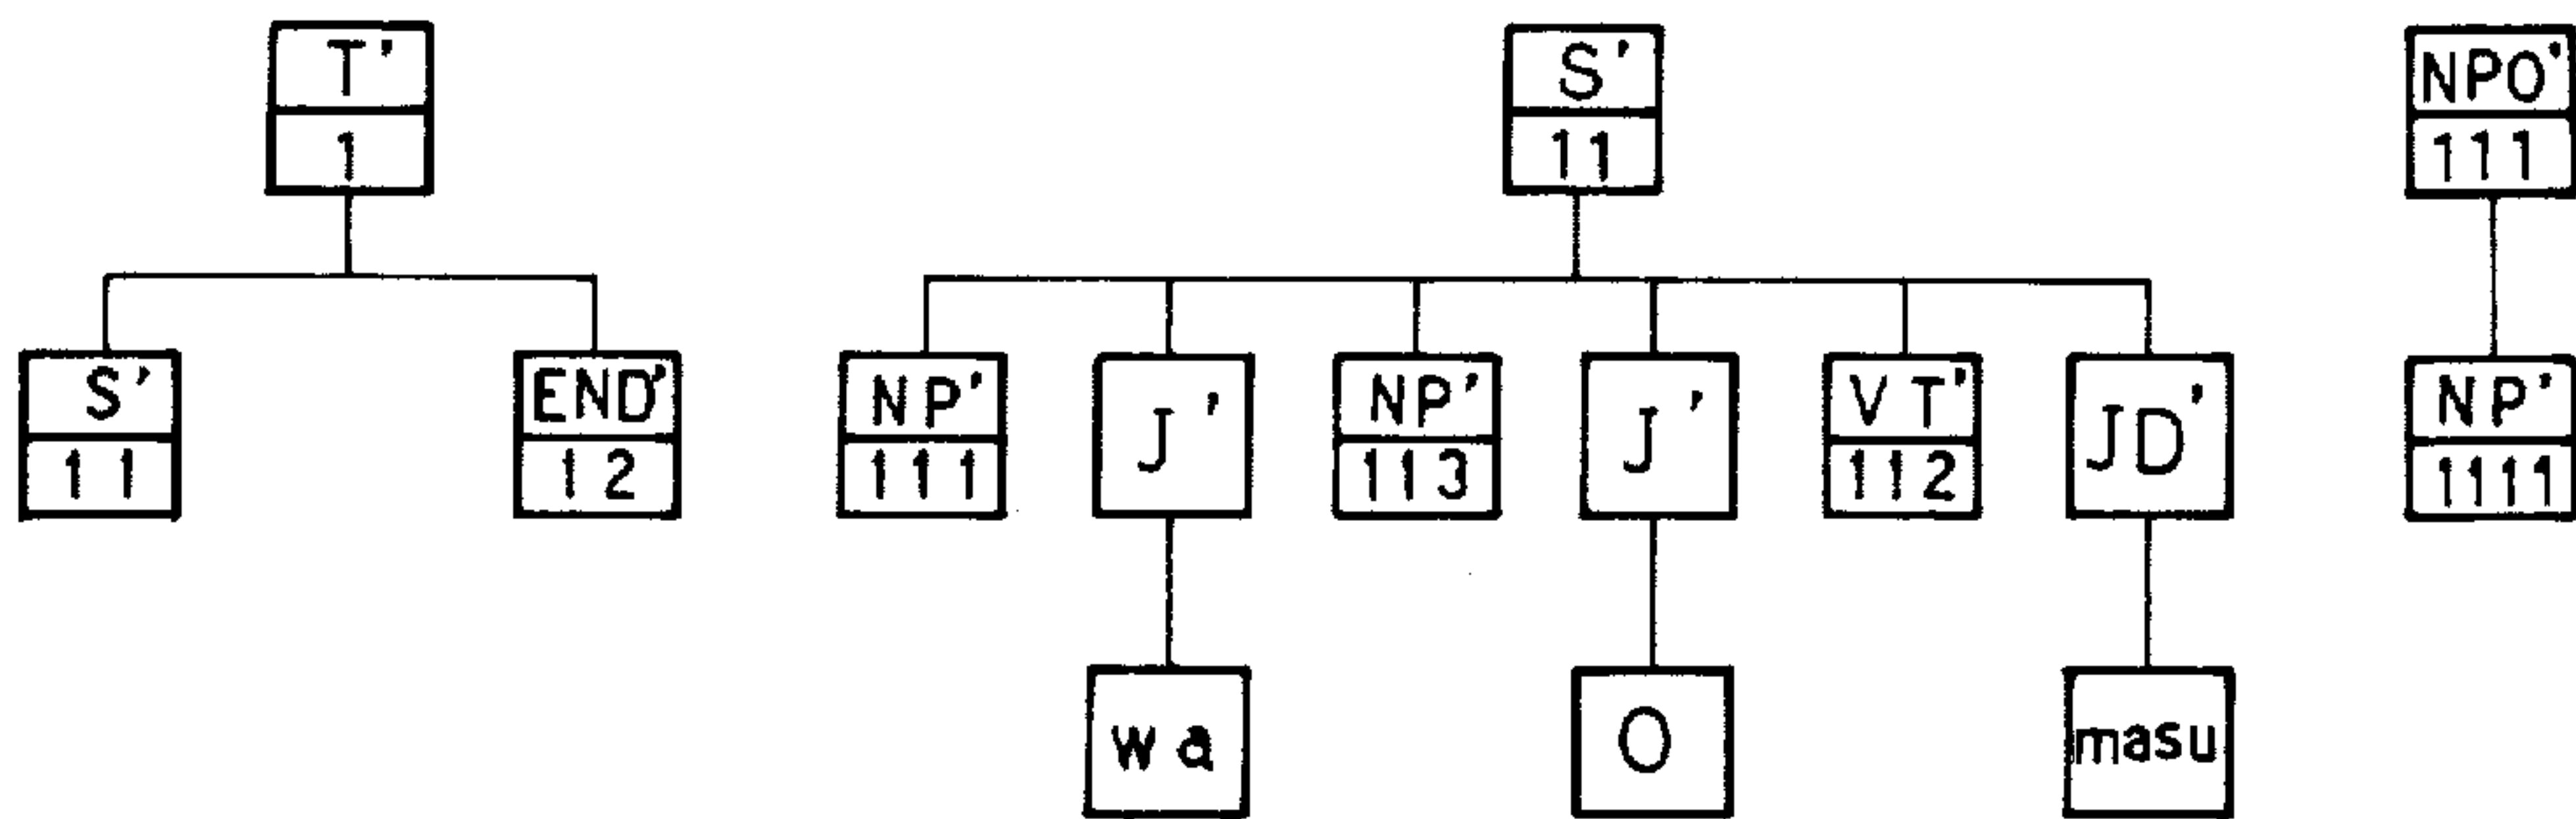 T' S' NPO'
1 11 111
S' END' NP' J' NP' J' VT' JD' NP'
11 12 111 113 112 1111
wa O masu